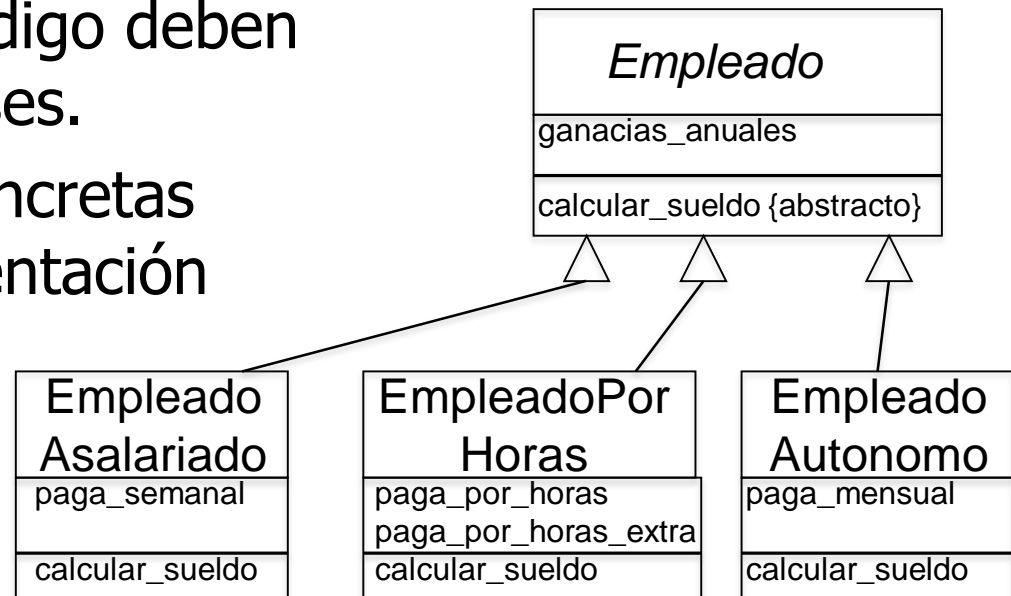 digo deben
es.
ncretas
entación
Empleado
ganacias_anuales
calcular_sueldo {abstracto}
Empleado
Asalariado
paga_semanal
calcular_sueldo
EmpleadoPor
Horas
paga_por_horas
paga_por_horas_extra
calcular_sueldo
Empleado
Autonomo
paga_mensual
calcular_sueldo